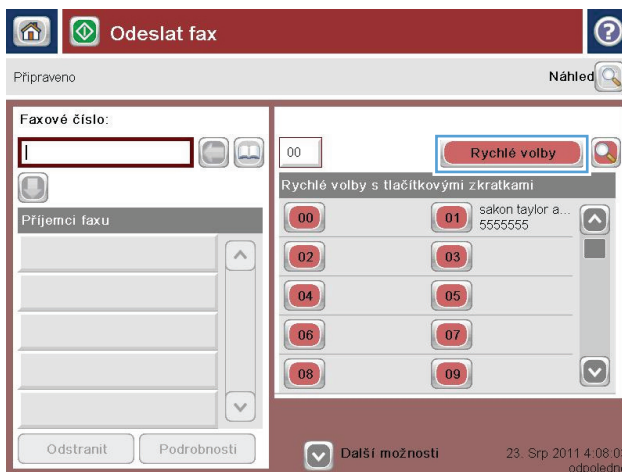 Odeslat fax
Připraveno
Náhled
Faxové číslo:
Příjemci faxu
Odstranit
Podrobnosti
00
Rychlé volby
Rychlé volby s tlačítkovými zkratkami
00
01 sakon taylor a...
5555555
02
03
04
05
06
07
08
09
Další možnosti
23. Srp 2011 4:08:0
odpoledn